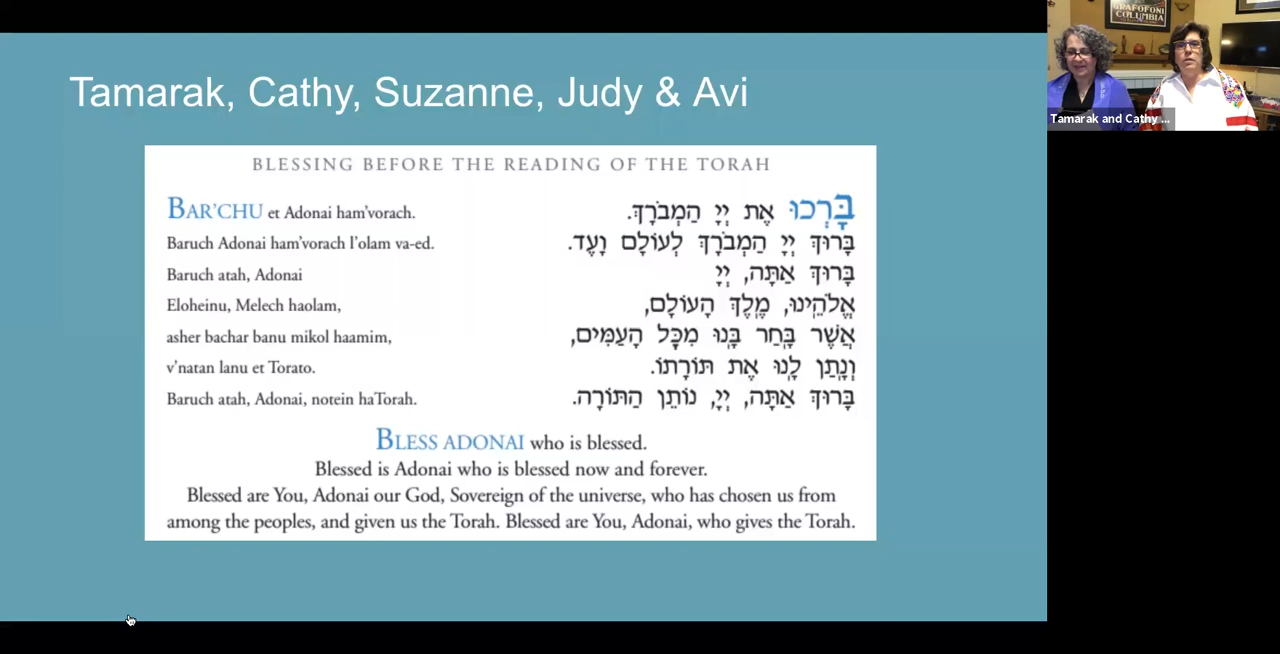 Tamarak, Cathy, Suzanne, Judy & Avi
BLESSING BEFORE THE READING OF THE TORAH
BAR'CHU et Adonai ham'vorach.
Baruch Adonai ham'vorach l'olam va-ed.
Baruch atah, Adonai
Eloheinu, Melech haolam,
asher bachar banu mikol haamim,
v'natan lanu et Torato.
Baruch atah, Adonai, notein haTorah.
בָּרְכוּ אֶת יְיָ הַמְבֹרָךְ.
בָּרוּךְ יְיָ הַמְבֹרָךְ לְעוֹלָם וָעֶד.
בָּרוּךְ אַתָּה, יְיָ
אֱלֹהֵֽינוּ, מֶֽלֶךְ הָעוֹלָם,
אֲשֶׁר בָּֽחַר בָּֽנוּ מִכׇּל הָעַמִּים,
וְנָֽתַן לָֽנוּ אֶת תּוֹרָתוֹ.
בָּרוּךְ אַתָּה, יְיָ, נוֹתֵן הַתּוֹרָה.
BLESS ADONAI who is blessed.
Blessed is Adonai who is blessed now and forever.
Blessed are You, Adonai our God, Sovereign of the universe, who has chosen us from
among the peoples, and given us the Torah. Blessed are You, Adonai, who gives the Torah.
GRAFOFONI
COLUMBIA
Tamarak and Cathy ...